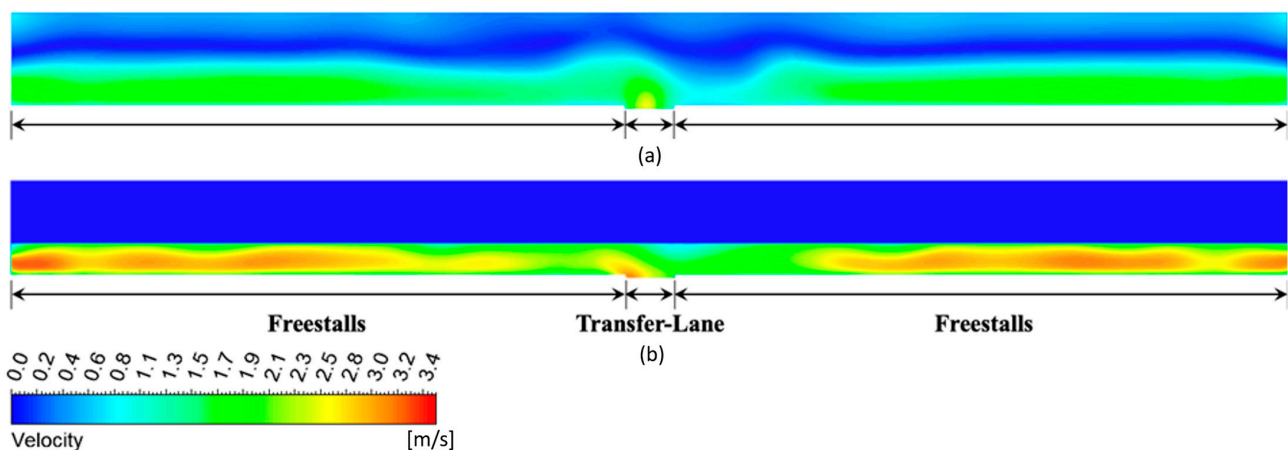 (a)
Freestalls Transfer-Lane Freestalls
(b)
0.0 0.2 0.4 0.6 0.8 1.1 1.3 1.5 1.7 1.9 2.1 2.3 2.5 2.8 3.0 3.2 3.4
Velocity [m/s]